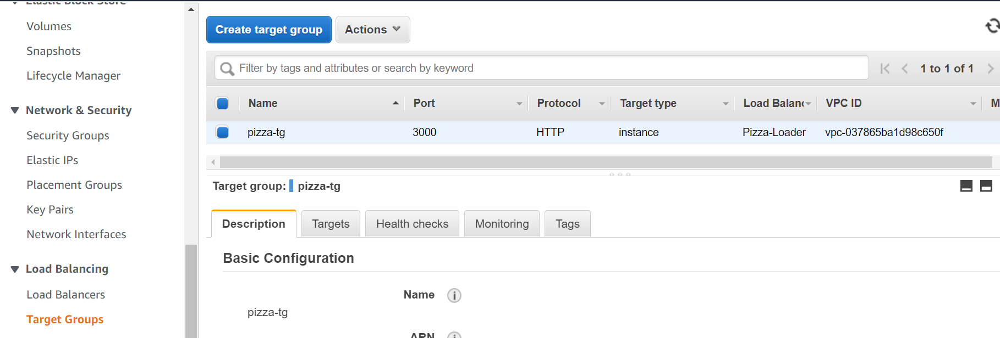 Elastic Block Store
Volumes
Snapshots
Lifecycle Manager
Network & Security
Security Groups
Elastic IPs
Placement Groups
Key Pairs
Network Interfaces
Load Balancing
Load Balancers
Target Groups
Create target group Actions
Filter by tags and attributes or search by keyword 1 to 1 of 1
Name Port Protocol Target type Load Balanc VPC ID M
pizza-tg 3000 HTTP instance Pizza-Loader vpc-037865ba1d98c650f
Target group: pizza-tg
Description Targets Health checks Monitoring Tags
Basic Configuration
Name
pizza-tg
ARN